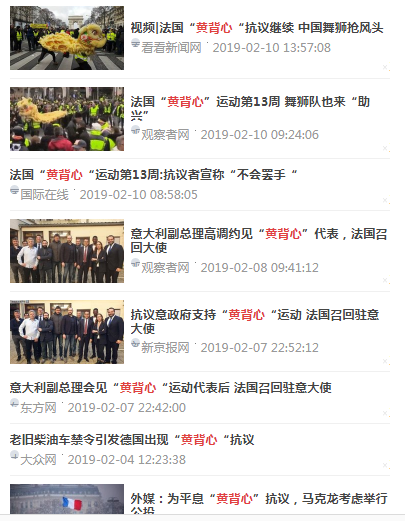 视频|法国“黄背心“抗议继续 中国舞狮抢风头
看看新闻网 · 2019-02-10 13:57:08
法国“黄背心”运动第13周 舞狮队也来“助
兴”
观察者网 · 2019-02-10 09:24:06
法国“黄背心“运动第13周:抗议者宣称“不会罢手“
国际在线 · 2019-02-10 08:58:05
意大利副总理高调约见“黄背心”代表，法国召
回大使
观察者网 · 2019-02-08 09:41:12
抗议意政府支持“黄背心“运动 法国召回驻意
大使
新京报网 · 2019-02-07 22:52:12
意大利副总理会见“黄背心“运动代表后 法国召回驻意大使
东方网 · 2019-02-07 22:42:00
老旧柴油车禁令引发德国出现“黄背心“抗议
大众网 · 2019-02-04 12:23:38
外媒：为平息“黄背心”抗议，马克龙考虑举行
公投